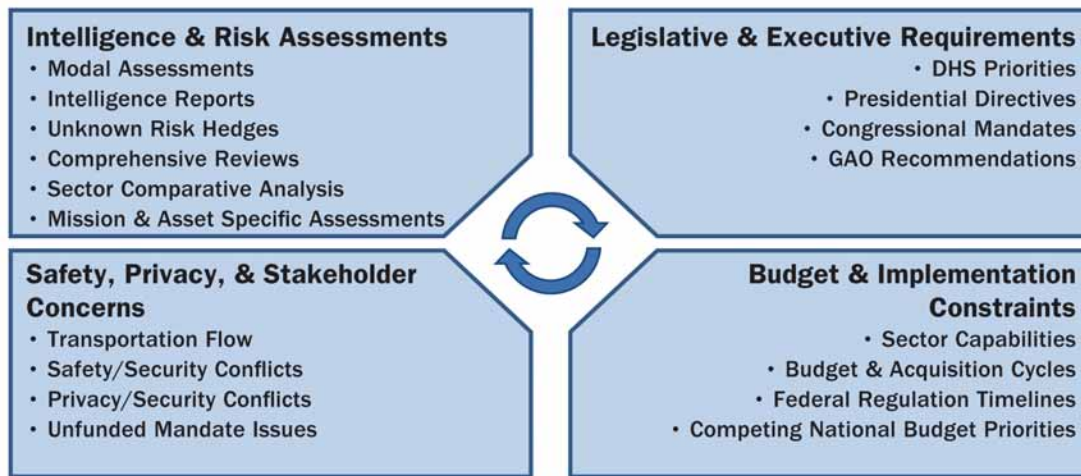 Intelligence & Risk Assessments
• Modal Assessments
• Intelligence Reports
• Unknown Risk Hedges
• Comprehensive Reviews
• Sector Comparative Analysis
• Mission & Asset Specific Assessments
Legislative & Executive Requirements
• DHS Priorities
• Presidential Directives
• Congressional Mandates
• GAO Recommendations
Safety, Privacy, & Stakeholder
Concerns
• Transportation Flow
• Safety/Security Conflicts
• Privacy/Security Conflicts
• Unfunded Mandate Issues
Budget & Implementation
Constraints
• Sector Capabilities
• Budget & Acquisition Cycles
• Federal Regulation Timelines
• Competing National Budget Priorities